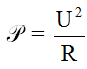 𝒫 = U² / R